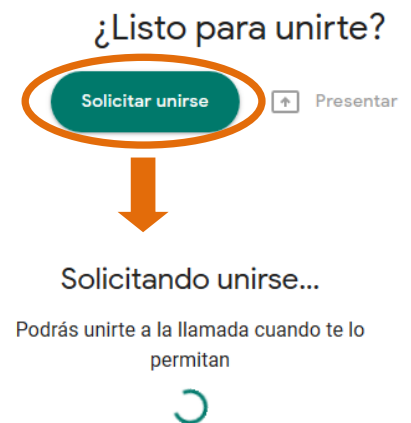 ¿Listo para unirte?
Solicitar unirse
Presentar
Solicitando unirse...
Podrás unirte a la llamada cuando te lo
permitan